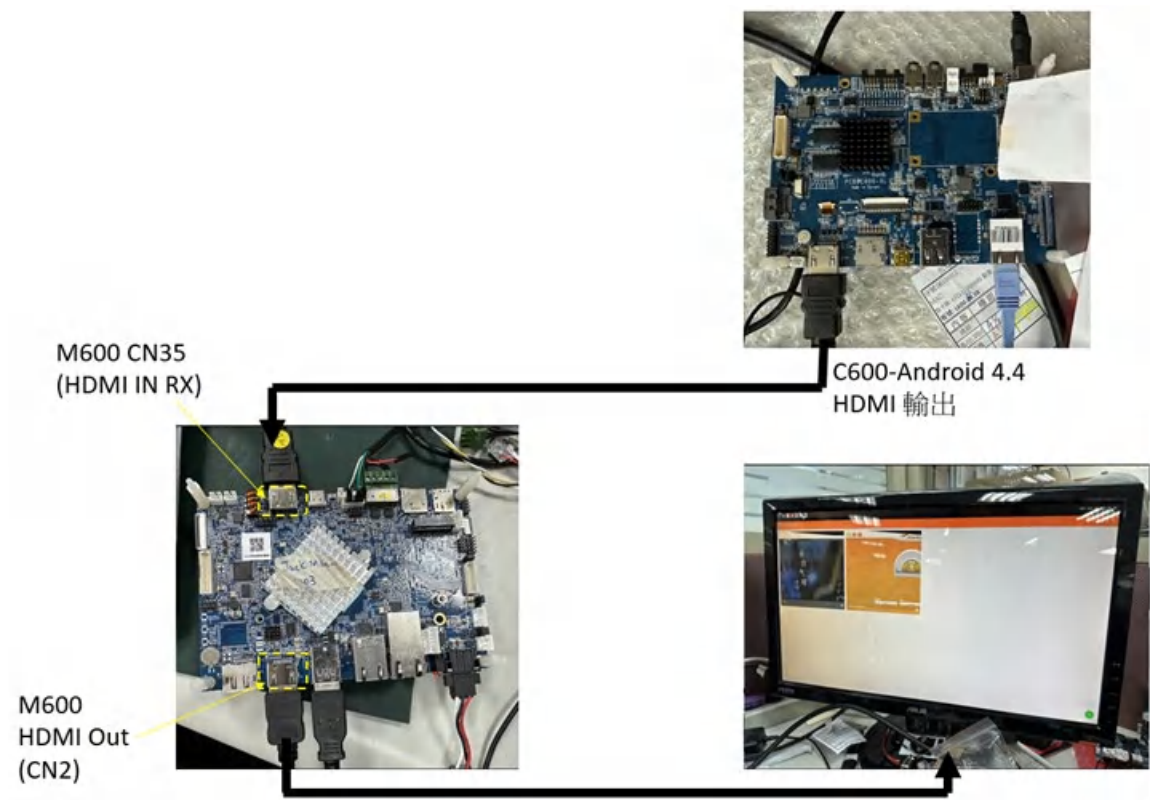 C600-Android 4.4
HDMI 輸出
M600 CN35
(HDMI IN RX)
M600
HDMI Out
(CN2)